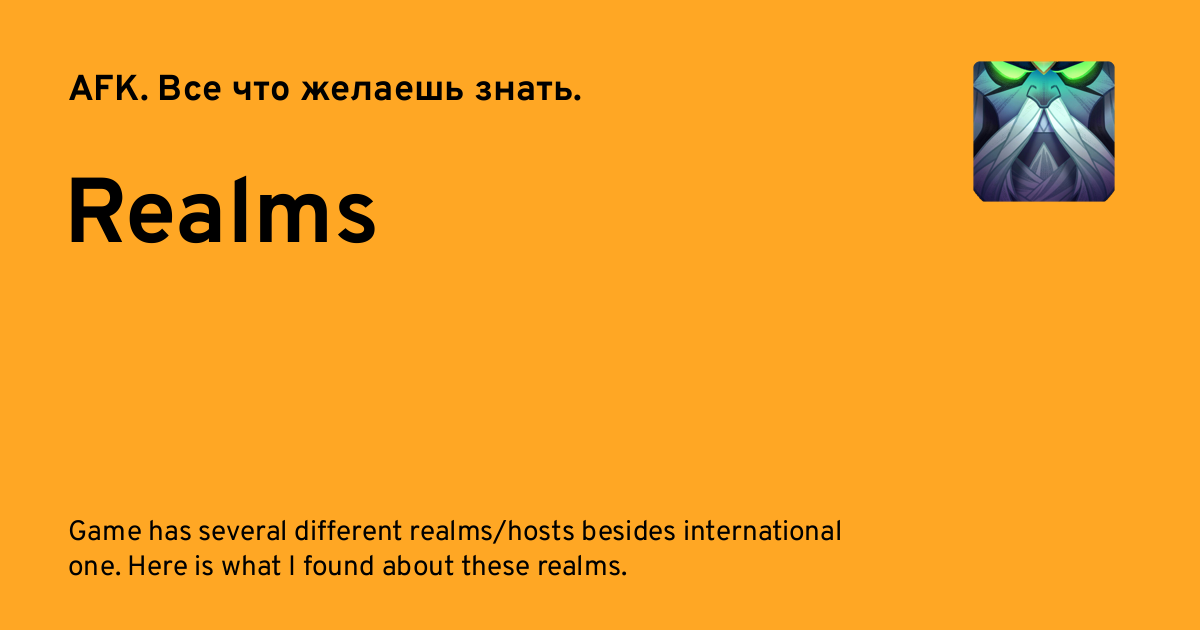 AFK. Все что желаешь знать.
Realms
Game has several different realms/hosts besides international
one. Here is what I found about these realms.